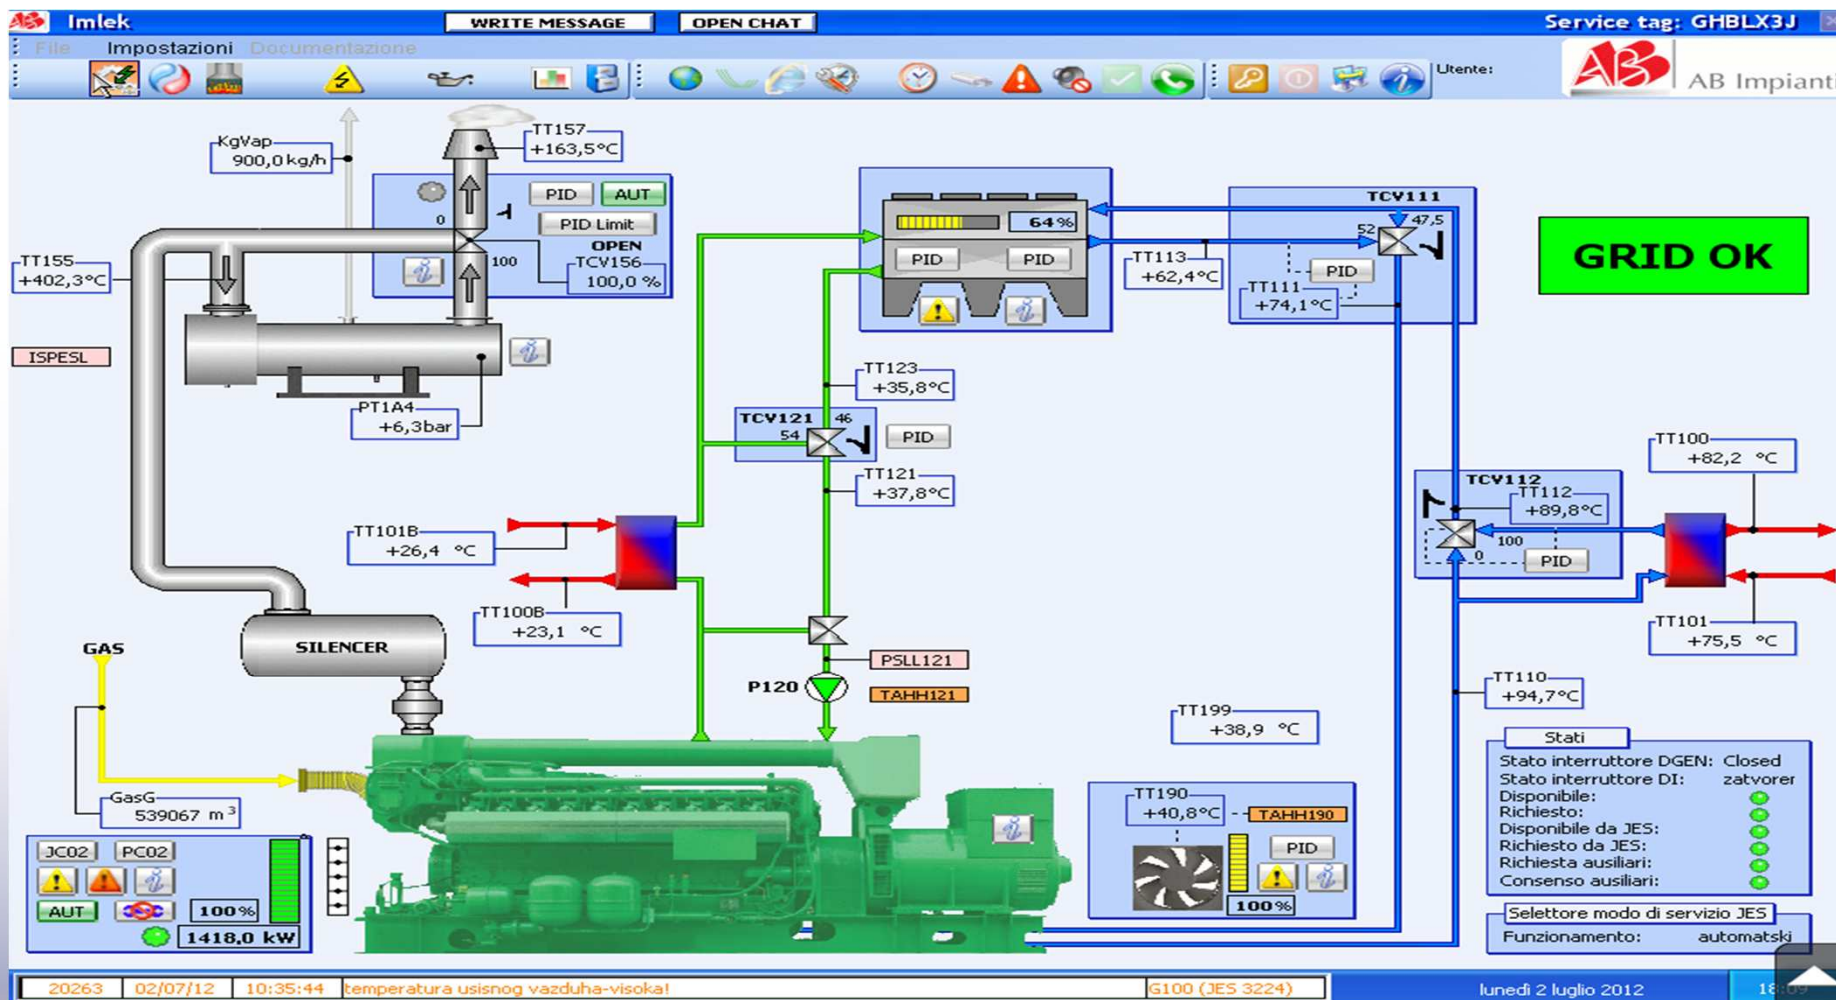 AB Imlek
WRITE MESSAGE
OPEN CHAT
Service tag: GHBLX3J
File Impostazioni Documentazione
Utente:
AB AB Impianti
KgVap
900,0 kg/h
TT157
+163,5°C
PID AUT
0
PID Limit
OPEN
100
TCV156
100,0 %
TT155
+402,3°C
ISPESL
PT1A4
+6,3bar
64%
PID PID
TCV111
47,5
52
TT113
+62,4°C
PID
TT111
+74,1°C
GRID OK
TT123
+35,8°C
TCV121 46
54
PID
TT121
+37,8°C
TT101B
+26,4 °C
TT100B
+23,1 °C
TT100
+82,2 °C
TCV112
TT112
+89,8°C
100
0
PID
TT101
+75,5 °C
TT110
+94,7°C
SILENCER
GAS
PSLL121
P120
TAHH121
TT199
+38,9 °C
GasG
539067 m³
JC02 PC02
AUT
100%
1418,0 kW
TT190
+40,8°C
TAHH190
PID
100%
Stati
Stato interruttore DGEN: Closed
Stato interruttore DI: zatvorer
Disponibile:
Richiesto:
Disponibile da JES:
Richiesto da JES:
Richiesta ausiliari:
Consenso ausiliari:
Selettore modo di servizio JES
Funzionamento: automatski
20263 02/07/12 10:35:44 temperatura usisnog vazduha-visoka! G100 (JES 3224)
lunedì 2 luglio 2012